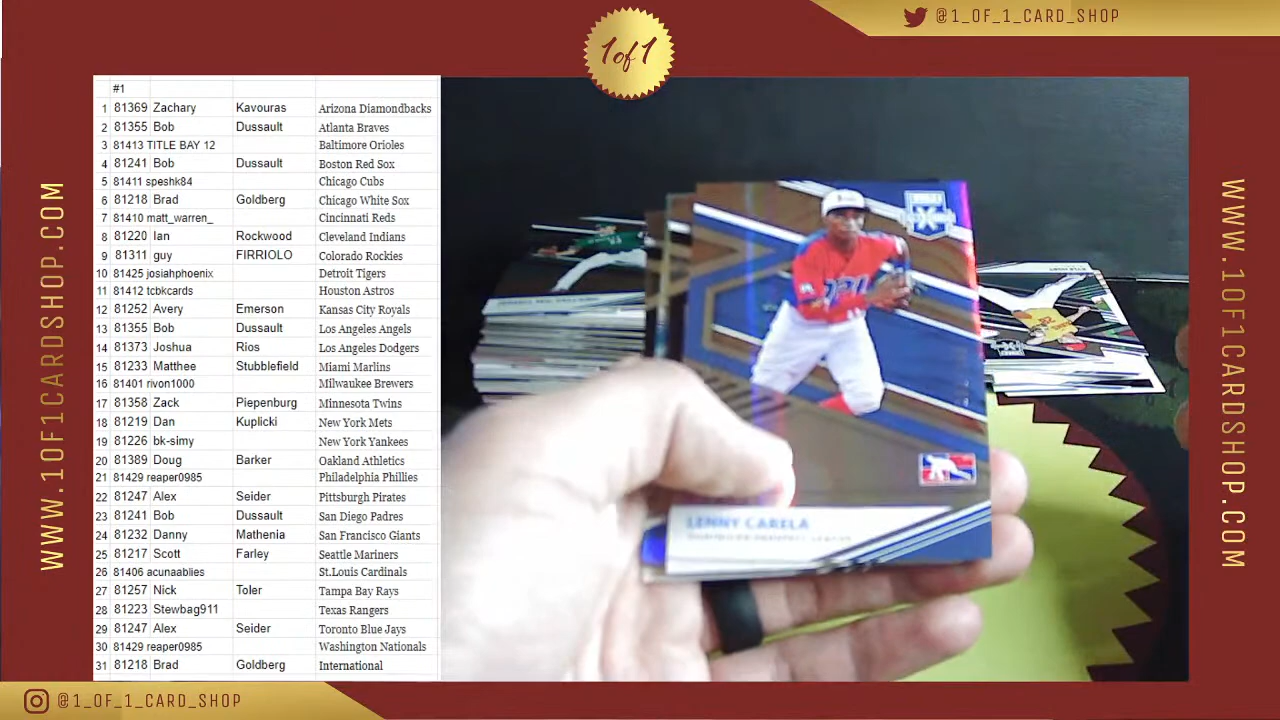 @1_OF_1_CARD_SHOP
1of1
#1
1 81369 Zachary Kavouras Arizona Diamondbacks
2 81355 Bob Dussault Atlanta Braves
3 81413 TITLE BAY 12 Baltimore Orioles
4 81241 Bob Dussault Boston Red Sox
5 81411 speshk84 Chicago Cubs
6 81218 Brad Goldberg Chicago White Sox
7 81410 matt_warren_ Cincinnati Reds
8 81220 Ian Rockwood Cleveland Indians
9 81311 guy FIRRIOLO Colorado Rockies
10 81425 josiahphoenix Detroit Tigers
11 81412 tcbkcards Houston Astros
12 81252 Avery Emerson Kansas City Royals
13 81355 Bob Dussault Los Angeles Angels
14 81373 Joshua Rios Los Angeles Dodgers
15 81233 Matthee Stubblefield Miami Marlins
16 81401 rivon1000 Milwaukee Brewers
17 81358 Zack Piepenburg Minnesota Twins
18 81219 Dan Kuplicki New York Mets
19 81226 bk-simy New York Yankees
20 81389 Doug Barker Oakland Athletics
21 81429 reaper0985 Philadelphia Phillies
22 81247 Alex Seider Pittsburgh Pirates
23 81241 Bob Dussault San Diego Padres
24 81232 Danny Mathenia San Francisco Giants
25 81217 Scott Farley Seattle Mariners
26 81406 acunaablies St.Louis Cardinals
27 81257 Nick Toler Tampa Bay Rays
28 81223 Stewbag911 Texas Rangers
29 81247 Alex Seider Toronto Blue Jays
30 81429 reaper0985 Washington Nationals
31 81218 Brad Goldberg International
LENNY CARELA
WWW.1OF1CARDSHOP.COM
WWW.1OF1CARDSHOP.COM
@1_OF_1_CARD_SHOP